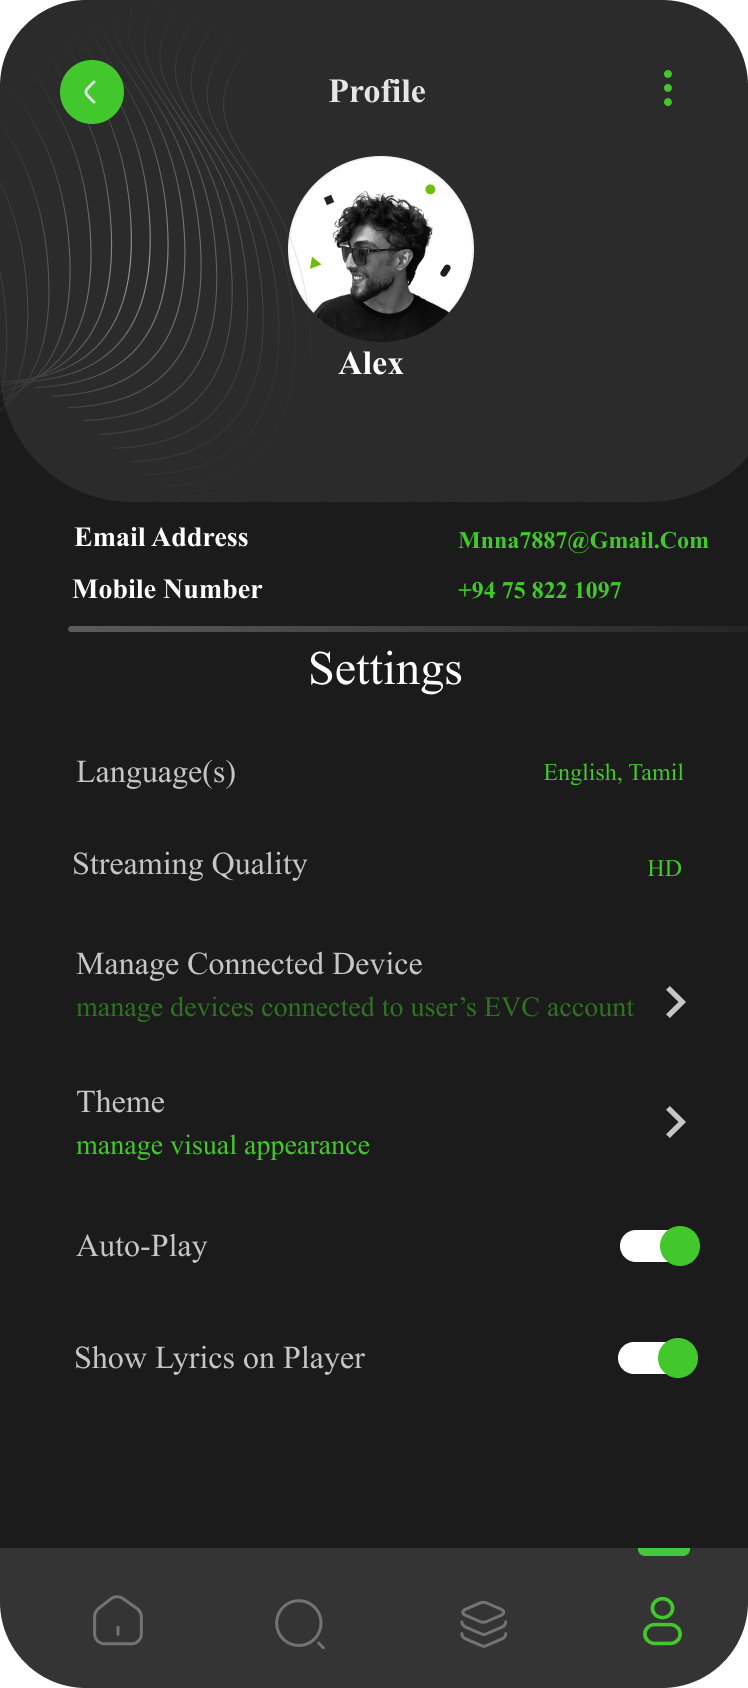 Profile
Alex
Email Address
Mnna7887@Gmail.Com
Mobile Number
+94 75 822 1097
Settings
Language(s)
English, Tamil
Streaming Quality
HD
Manage Connected Device
manage devices connected to user’s EVC account
Theme
manage visual appearance
Auto-Play
Show Lyrics on Player